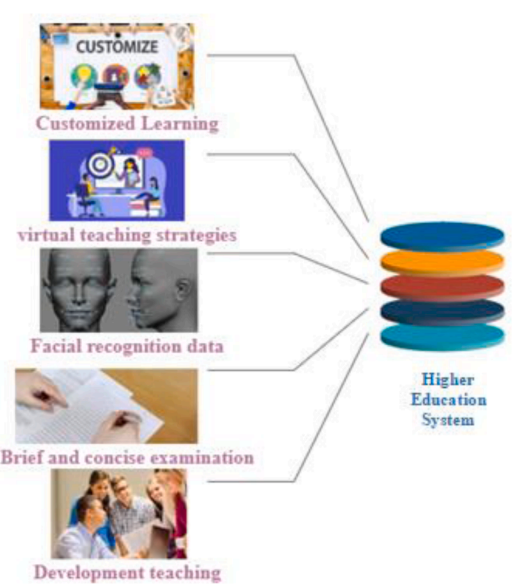 CUSTOMIZE
Customized Learning
virtual teaching strategies
Facial recognition data
Brief and concise examination
Development teaching
Higher
Education
System